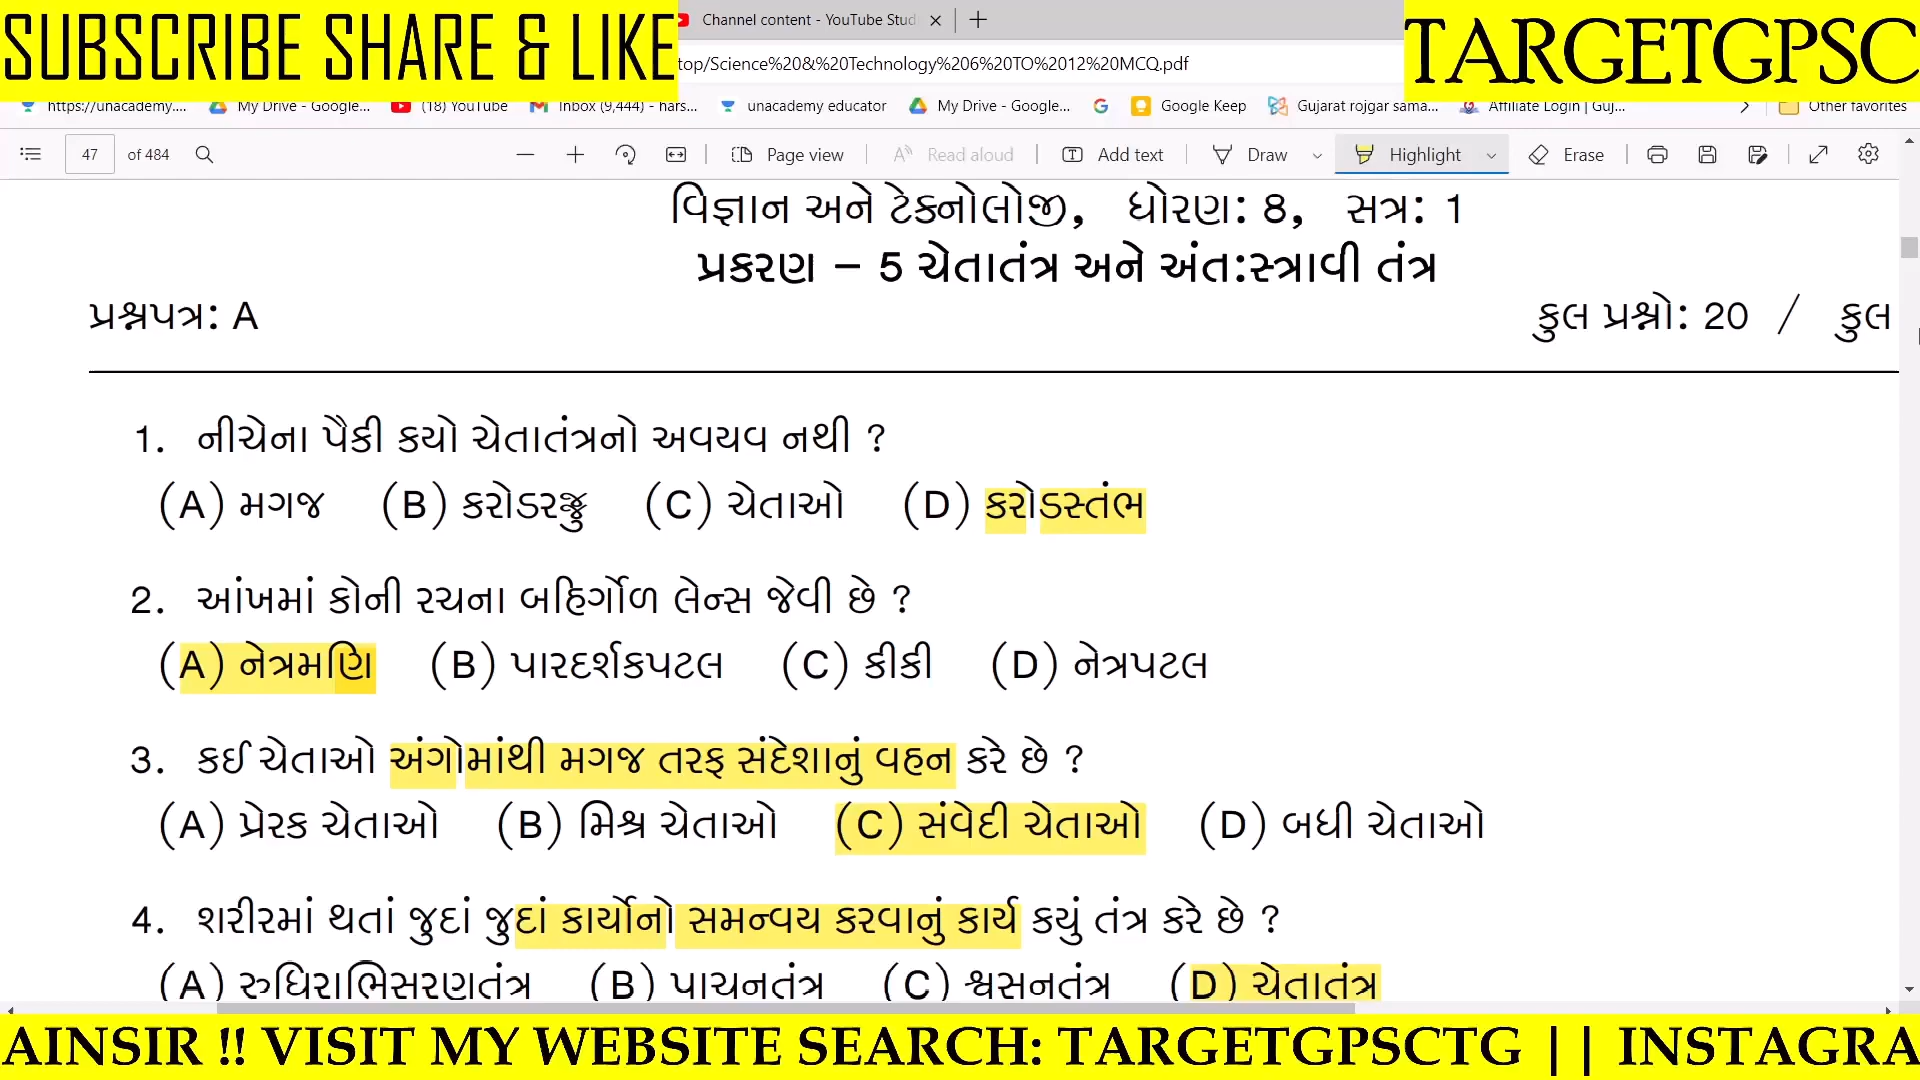 SUBSCRIBE SHARE & LIKE
Channel content - YouTube Stud
TARGETGPSC
top/Science%20&%20Technology%206%20TO%2012%20MCQ.pdf
https://unacademy.... My Drive - Google... (18) YouTube Inbox (9,444) - hars... unacademy educator My Drive - Google... Google Keep Gujarat rojgar sama... Affiliate Login | Guj... Other favorites
47 of 484 Page view Read aloud Add text Draw Highlight Erase
વિજ્ઞાન અને ટેક્નોલોજી, ધોરણ: 8, સત્ર: 1
પ્રકરણ – 5 ચેતાતંત્ર અને અંત:સ્ત્રાવી તંત્ર
પ્રશ્નપત્ર: A કુલ પ્રશ્નો: 20 / કુલ
1. નીચેના પૈકી કયો ચેતાતંત્રનો અવયવ નથી ?
(A) મગજ (B) કરોડરજ્જુ (C) ચેતાઓ (D) કરોડસ્તંભ
2. આંખમાં કોની રચના બહિર્ગોળ લેન્સ જેવી છે ?
(A) નેત્રમણિ (B) પારદર્શકપટલ (C) કીકી (D) નેત્રપટલ
3. કઈ ચેતાઓ અંગોમાંથી મગજ તરફ સંદેશાનું વહન કરે છે ?
(A) પ્રેરક ચેતાઓ (B) મિશ્ર ચેતાઓ (C) સંવેદી ચેતાઓ (D) બધી ચેતાઓ
4. શરીરમાં થતાં જુદાં જુદાં કાર્યોનો સમન્વય કરવાનું કાર્ય કયું તંત્ર કરે છે ?
(A) રુધિરાભિસરણતંત્ર (B) પાચનતંત્ર (C) શ્વસનતંત્ર (D) ચેતાતંત્ર
AINSIR !! VISIT MY WEBSITE SEARCH: TARGETGPSCTG || INSTAGRA